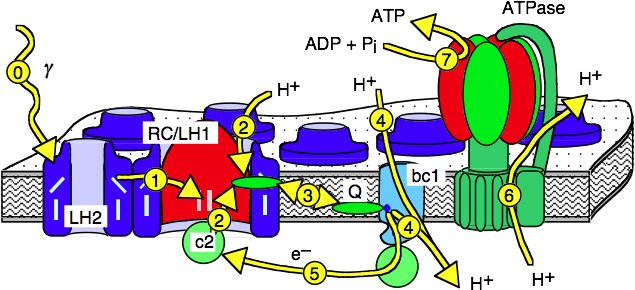 ATP
ATPase
ADP + Pi
7
0
γ
H+
H+
H+
RC/LH1
2
4
1
LH2
2
3
Q
bc1
6
c2
4
e–
5
H+
H+